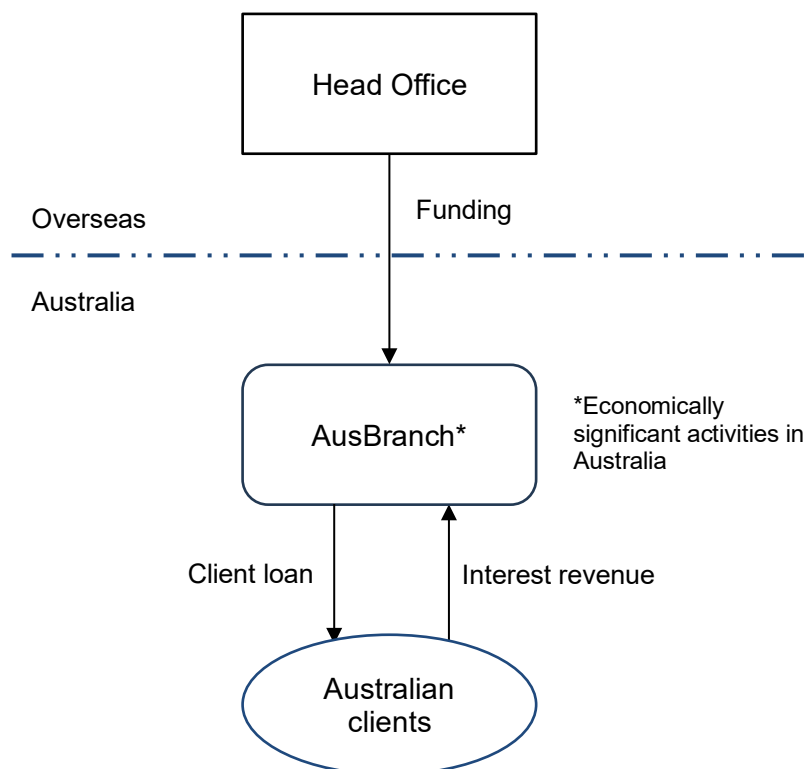 Head Office
Overseas
Funding
Australia
AusBranch*
*Economically
significant activities in
Australia
Client loan
Interest revenue
Australian
clients